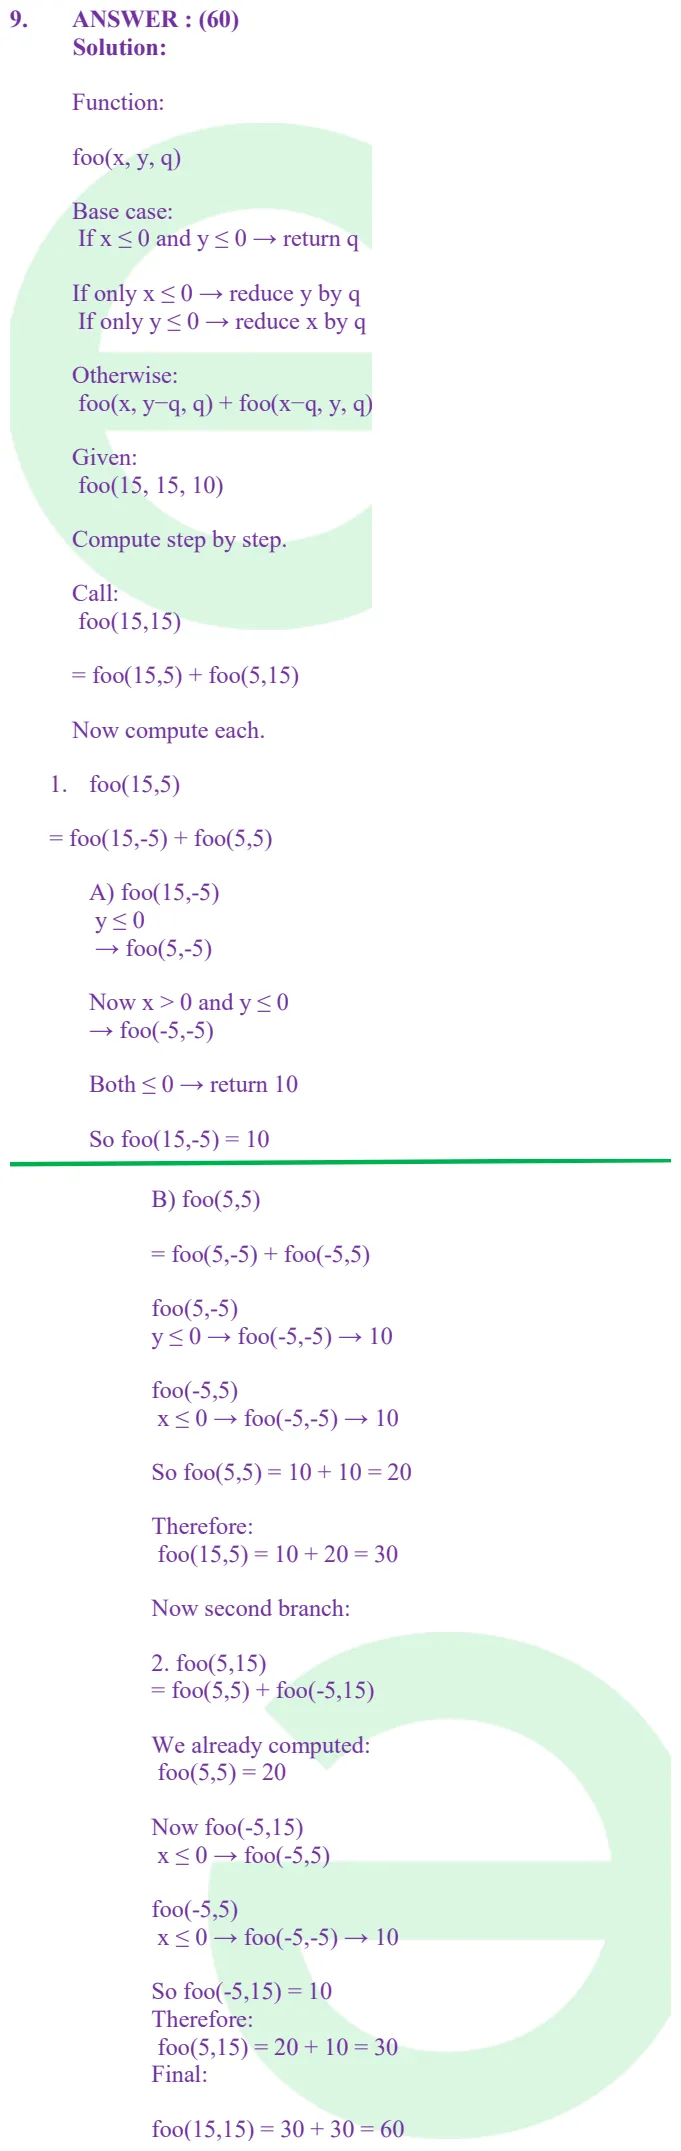 9. ANSWER : (60)
Solution:
Function:
foo(x, y, q)
Base case:
If x ≤ 0 and y ≤ 0 → return q
If only x ≤ 0 → reduce y by q
If only y ≤ 0 → reduce x by q
Otherwise:
foo(x, y−q, q) + foo(x−q, y, q)
Given:
foo(15, 15, 10)
Compute step by step.
Call:
foo(15,15)
= foo(15,5) + foo(5,15)
Now compute each.
1. foo(15,5)
= foo(15,-5) + foo(5,5)
A) foo(15,-5)
y ≤ 0
→ foo(5,-5)
Now x > 0 and y ≤ 0
→ foo(-5,-5)
Both ≤ 0 → return 10
So foo(15,-5) = 10
B) foo(5,5)
= foo(5,-5) + foo(-5,5)
foo(5,-5)
y ≤ 0 → foo(-5,-5) → 10
foo(-5,5)
x ≤ 0 → foo(-5,-5) → 10
So foo(5,5) = 10 + 10 = 20
Therefore:
foo(15,5) = 10 + 20 = 30
Now second branch:
2. foo(5,15)
= foo(5,5) + foo(-5,15)
We already computed:
foo(5,5) = 20
Now foo(-5,15)
x ≤ 0 → foo(-5,5)
foo(-5,5)
x ≤ 0 → foo(-5,-5) → 10
So foo(-5,15) = 10
Therefore:
foo(5,15) = 20 + 10 = 30
Final:
foo(15,15) = 30 + 30 = 60